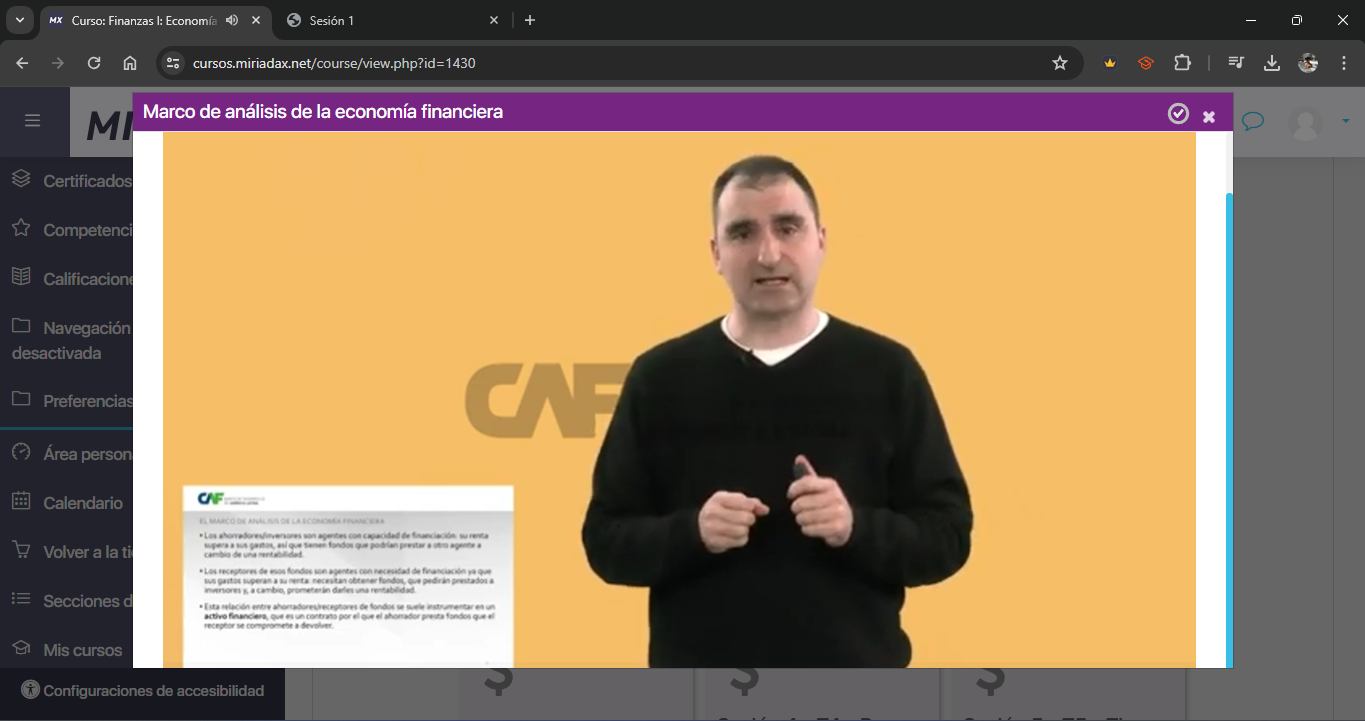 Curso: Finanzas I: Economía
Sesión 1
cursos.miriadax.net/course/view.php?id=1430
Marco de análisis de la economía financiera
Certificados
Competenci
Calificacione
Navegación
desactivada
Preferencias
Área person
Calendario
Volver a la ti
Secciones d
Mis cursos
Configuraciones de accesibilidad
CAF
CAF
EL MARCO DE ANÁLISIS DE LA ECONOMÍA FINANCIERA
• Los ahorradores/inversores son agentes con capacidad de financiación: su renta
supera a sus gastos, así que tienen fondos que podrían prestar a otro agente a
cambio de una rentabilidad.
• Los receptores de esos fondos son agentes con necesidad de financiación ya que
sus gastos superan a su renta: necesitan obtener fondos, que pedirán prestados a
inversores y, a cambio, prometerán darles una rentabilidad.
• Esta relación entre ahorradores/receptores de fondos se suele instrumentar en un
activo financiero, que es un contrato por el que el ahorrador presta fondos que el
receptor se compromete a devolver.